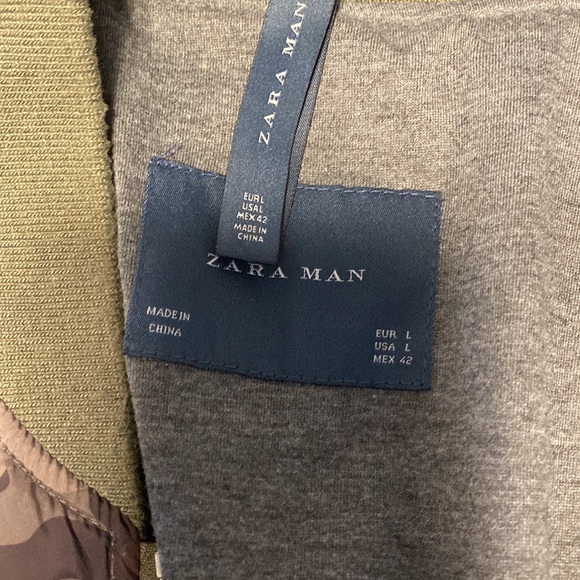 ZARA MAN
EUR L
USA L
MEX 42
MADE IN
CHINA
ZARA MAN
MADE IN
CHINA
EUR L
USA L
MEX 42